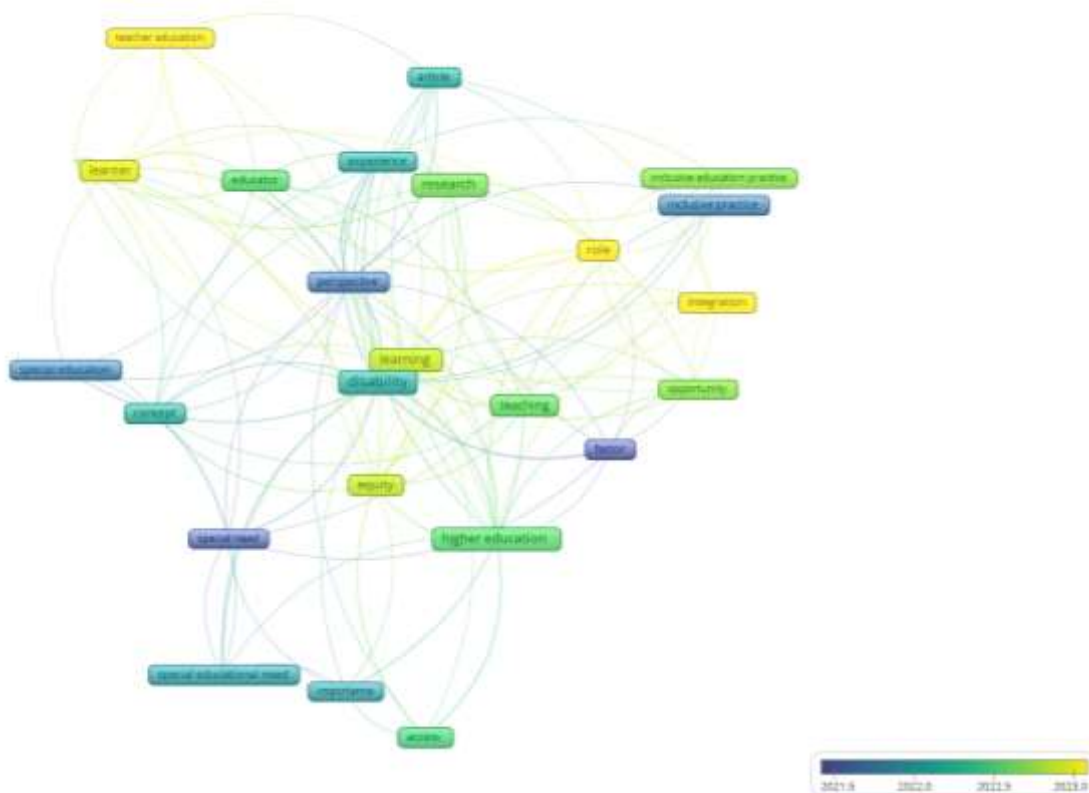 teacher education
article
learner
experience
educator
research
inclusive education practice
inclusive practice
role
perspective
integration
learning
special education
disability
opportunity
teaching
concept
factor
equity
special need
higher education
special educational need
importance
access
2021.5 2022.0 2022.5 2023.0